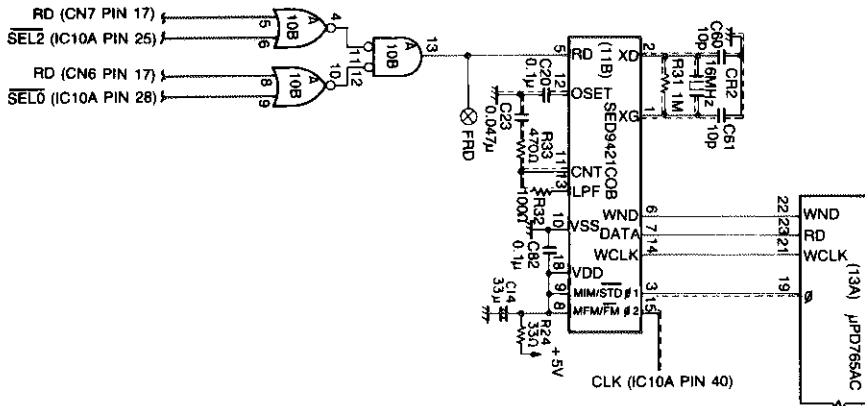 RD (CN7 PIN 17)
SEL2 (IC10A PIN 25)
RD (CN6 PIN 17)
SEL0 (IC10A PIN 28)
5
6
4
10B
A
8
9
10
10B
A
11
12
13
10B
A
FRD
C20
0.1µ
C23
0.047µ
R33
470Ω
R32
100Ω
C82
0.1µ
C14
33µ
R24
33Ω
+5V
(11B)
SED9421COB
5 RD
12 OSET
11 CNT
13 LPF
10 VSS
18 VDD
9 MIM/STD
8 MFM/FM
XD 2
XG 1
WND 6
DATA 7
WCLK 14
ø1 3
ø2 15
C60
10p
R31 1M
16MHz
CR2
10p
C61
CLK (IC10A PIN 40)
22 WND
23 RD
21 WCLK
19 ø
(13A)
µPD765AC